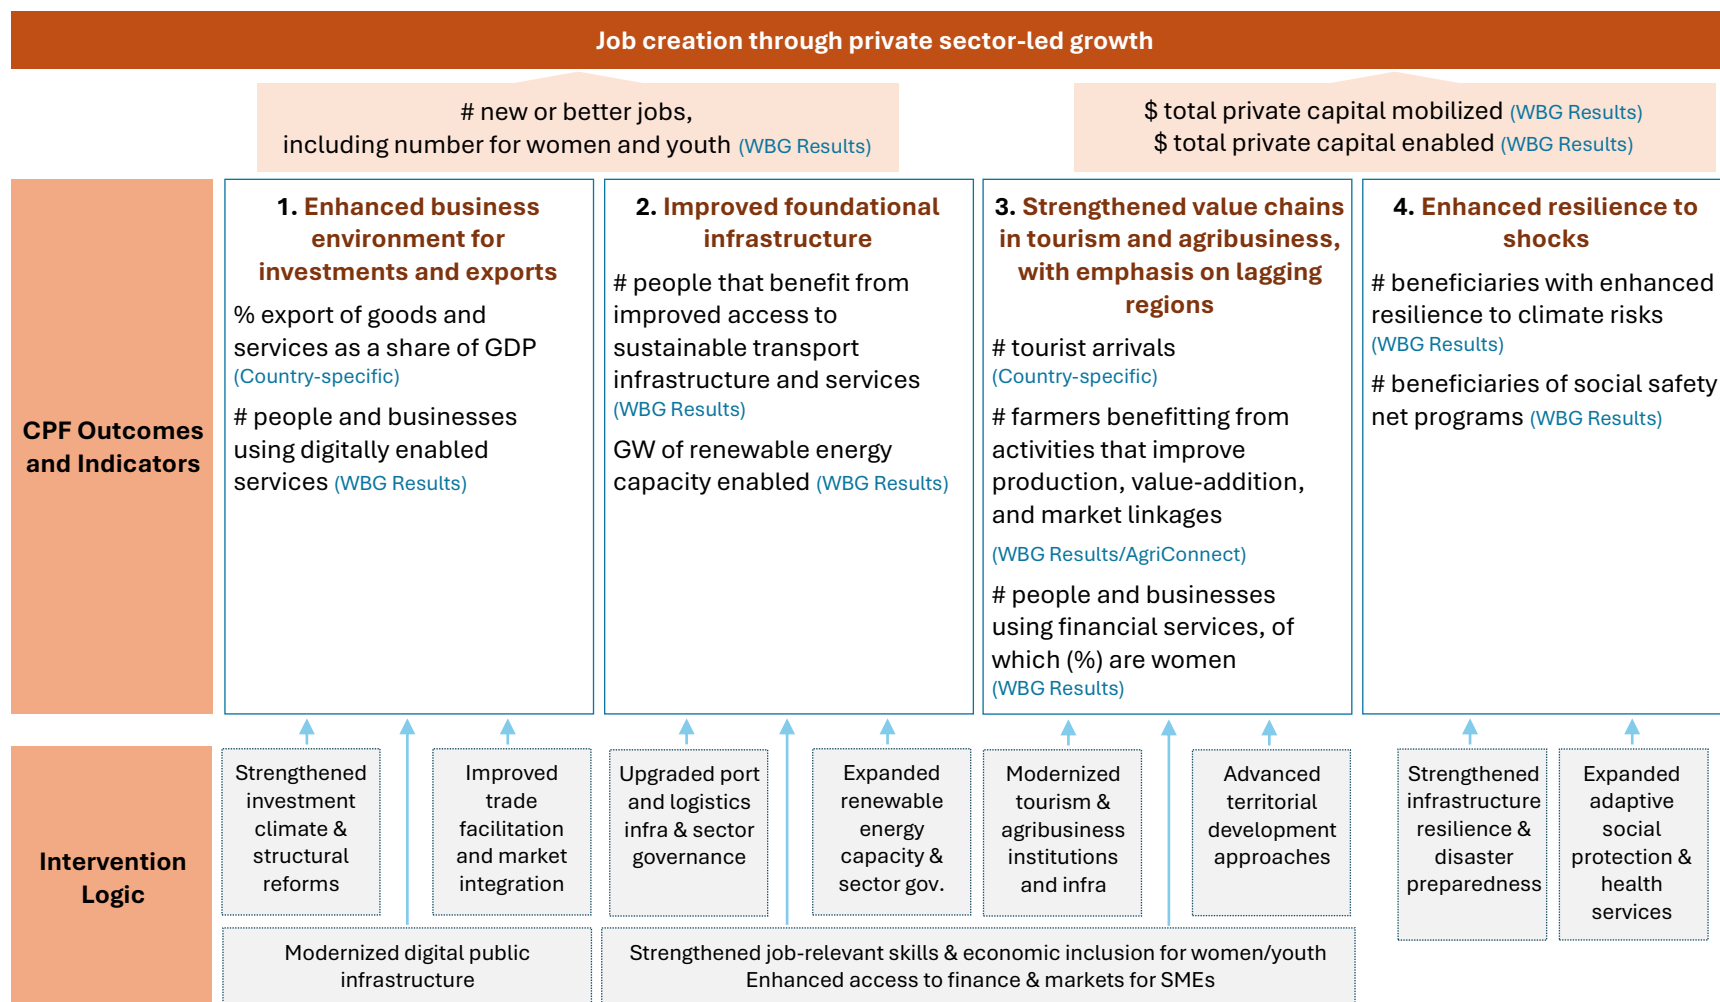 Job creation through private sector-led growth
# new or better jobs,
including number for women and youth (WBG Results)
$ total private capital mobilized (WBG Results)
$ total private capital enabled (WBG Results)
CPF Outcomes
and Indicators
1. Enhanced business
environment for
investments and exports
% export of goods and
services as a share of GDP
(Country-specific)
# people and businesses
using digitally enabled
services (WBG Results)
2. Improved foundational
infrastructure
# people that benefit from
improved access to
sustainable transport
infrastructure and services
(WBG Results)
GW of renewable energy
capacity enabled (WBG Results)
3. Strengthened value chains
in tourism and agribusiness,
with emphasis on lagging
regions
# tourist arrivals
(Country-specific)
# farmers benefitting from
activities that improve
production, value-addition,
and market linkages
(WBG Results/AgriConnect)
# people and businesses
using financial services, of
which (%) are women
(WBG Results)
4. Enhanced resilience to
shocks
# beneficiaries with enhanced
resilience to climate risks
(WBG Results)
# beneficiaries of social safety
net programs (WBG Results)
Intervention
Logic
Strengthened
investment
climate &
structural
reforms
Improved
trade
facilitation
and market
integration
Modernized digital public
infrastructure
Upgraded port
and logistics
infra & sector
governance
Expanded
renewable
energy
capacity &
sector gov.
Modernized
tourism &
agribusiness
institutions
and infra
Advanced
territorial
development
approaches
Strengthened job-relevant skills & economic inclusion for women/youth
Enhanced access to finance & markets for SMEs
Strengthened
infrastructure
resilience &
disaster
preparedness
Expanded
adaptive
social
protection &
health
services